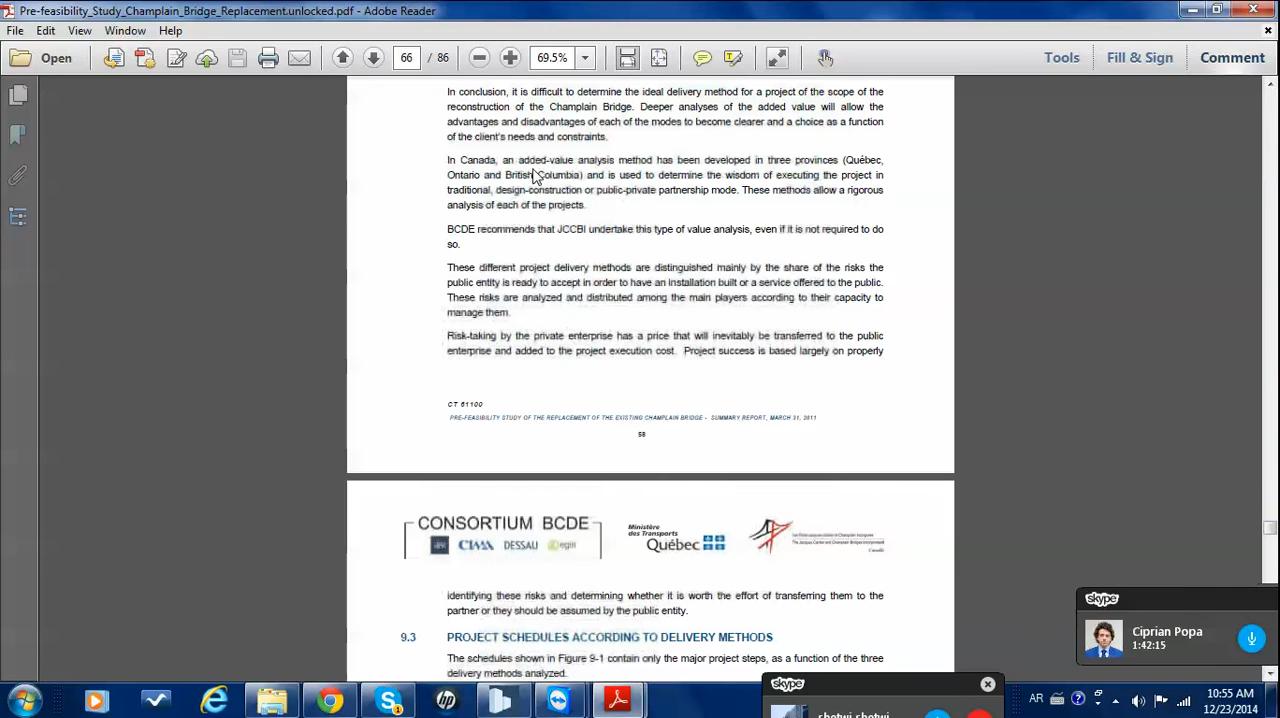 Pre-feasibility_Study_Champlain_Bridge_Replacement.unlocked.pdf - Adobe Reader
File Edit View Window Help
Open 66 / 86 69.5% Tools Fill & Sign Comment
In conclusion, it is difficult to determine the ideal delivery method for a project of the scope of the
reconstruction of the Champlain Bridge. Deeper analyses of the added value will allow the
advantages and disadvantages of each of the modes to become clearer and a choice as a function
of the client's needs and constraints.
In Canada, an added-value analysis method has been developed in three provinces (Québec,
Ontario and British Columbia) and is used to determine the wisdom of executing the project in
traditional, design-construction or public-private partnership mode. These methods allow a rigorous
analysis of each of the projects.
BCDE recommends that JCCBI undertake this type of value analysis, even if it is not required to do
so.
These different project delivery methods are distinguished mainly by the share of the risks the
public entity is ready to accept in order to have an installation built or a service offered to the public.
These risks are analyzed and distributed among the main players according to their capacity to
manage them.
Risk-taking by the private enterprise has a price that will inevitably be transferred to the public
enterprise and added to the project execution cost. Project success is based largely on properly
CT 61100
PRE-FEASIBILITY STUDY OF THE REPLACEMENT OF THE EXISTING CHAMPLAIN BRIDGE - SUMMARY REPORT, MARCH 31, 2011
58
CONSORTIUM BCDE
CIMA DESSAU egis
Ministère
des Transports
Québec
Canada
identifying these risks and determining whether it is worth the effort of transferring them to the
partner or they should be assumed by the public entity.
9.3 PROJECT SCHEDULES ACCORDING TO DELIVERY METHODS
The schedules shown in Figure 9-1 contain only the major project steps, as a function of the three
delivery methods analyzed.
skype
Ciprian Popa
1:42:15
skype
shotwi shotwi
AR
10:55 AM
12/23/2014